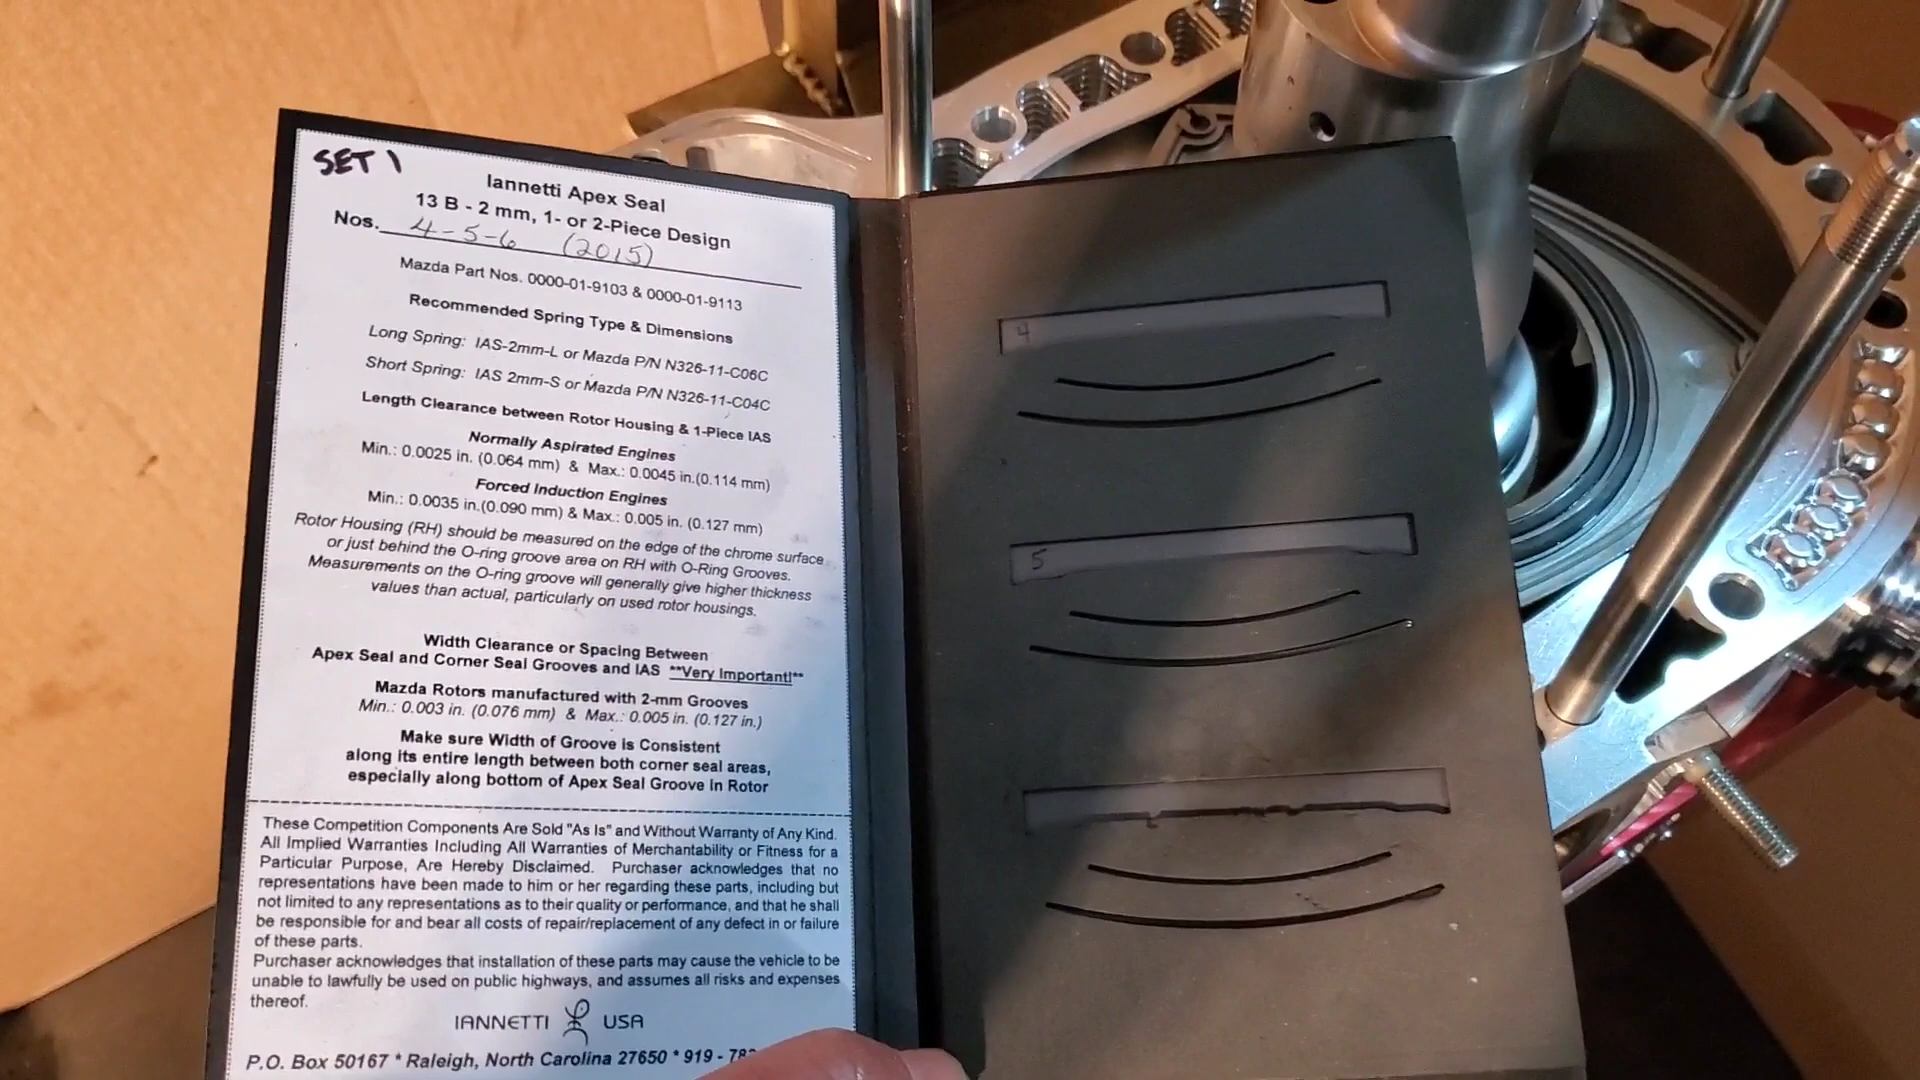 SET 1
Iannetti Apex Seal
13 B - 2 mm, 1- or 2-Piece Design
Nos. 4-5-6 (2015)
Mazda Part Nos. 0000-01-9103 & 0000-01-9113
Recommended Spring Type & Dimensions
Long Spring: IAS-2mm-L or Mazda P/N N326-11-C06C
Short Spring: IAS 2mm-S or Mazda P/N N326-11-C04C
Length Clearance between Rotor Housing & 1-Piece IAS
Normally Aspirated Engines
Min.: 0.0025 in. (0.064 mm) & Max.: 0.0045 in.(0.114 mm)
Forced Induction Engines
Min.: 0.0035 in.(0.090 mm) & Max.: 0.005 in. (0.127 mm)
Rotor Housing (RH) should be measured on the edge of the chrome surface
or just behind the O-ring groove area on RH with O-Ring Grooves.
Measurements on the O-ring groove will generally give higher thickness
values than actual, particularly on used rotor housings.
Width Clearance or Spacing Between
Apex Seal and Corner Seal Grooves and IAS **Very Important!**
Mazda Rotors manufactured with 2-mm Grooves
Min.: 0.003 in. (0.076 mm) & Max.: 0.005 in. (0.127 in.)
Make sure Width of Groove is Consistent
along its entire length between both corner seal areas,
especially along bottom of Apex Seal Groove in Rotor
These Competition Components Are Sold "As Is" and Without Warranty of Any Kind.
All Implied Warranties Including All Warranties of Merchantability or Fitness for a
Particular Purpose, Are Hereby Disclaimed. Purchaser acknowledges that no
representations have been made to him or her regarding these parts, including but
not limited to any representations as to their quality or performance, and that he shall
be responsible for and bear all costs of repair/replacement of any defect in or failure
of these parts.
Purchaser acknowledges that installation of these parts may cause the vehicle to be
unable to lawfully be used on public highways, and assumes all risks and expenses
thereof.
IANNETTI USA
P.O. Box 50167 * Raleigh, North Carolina 27650 * 919 - 78
4
5